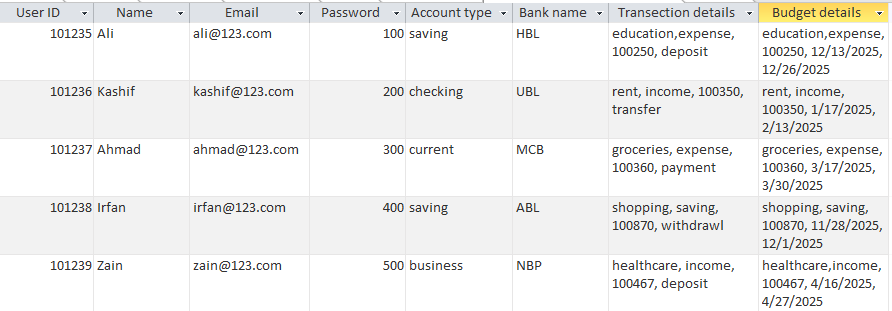 User ID Name Email Password Account type Bank name Transection details Budget details
101235 Ali ali@123.com 100 saving HBL education,expense, education,expense,
100250, deposit 100250, 12/13/2025,
12/26/2025
101236 Kashif kashif@123.com 200 checking UBL rent, income, 100350, rent, income,
transfer 100350, 1/17/2025,
2/13/2025
101237 Ahmad ahmad@123.com 300 current MCB groceries, expense, groceries, expense,
100360, payment 100360, 3/17/2025,
3/30/2025
101238 Irfan irfan@123.com 400 saving ABL shopping, saving, shopping, saving,
100870, withdrawl 100870, 11/28/2025,
12/1/2025
101239 Zain zain@123.com 500 business NBP healthcare, income, healthcare,income,
100467, deposit 100467, 4/16/2025,
4/27/2025